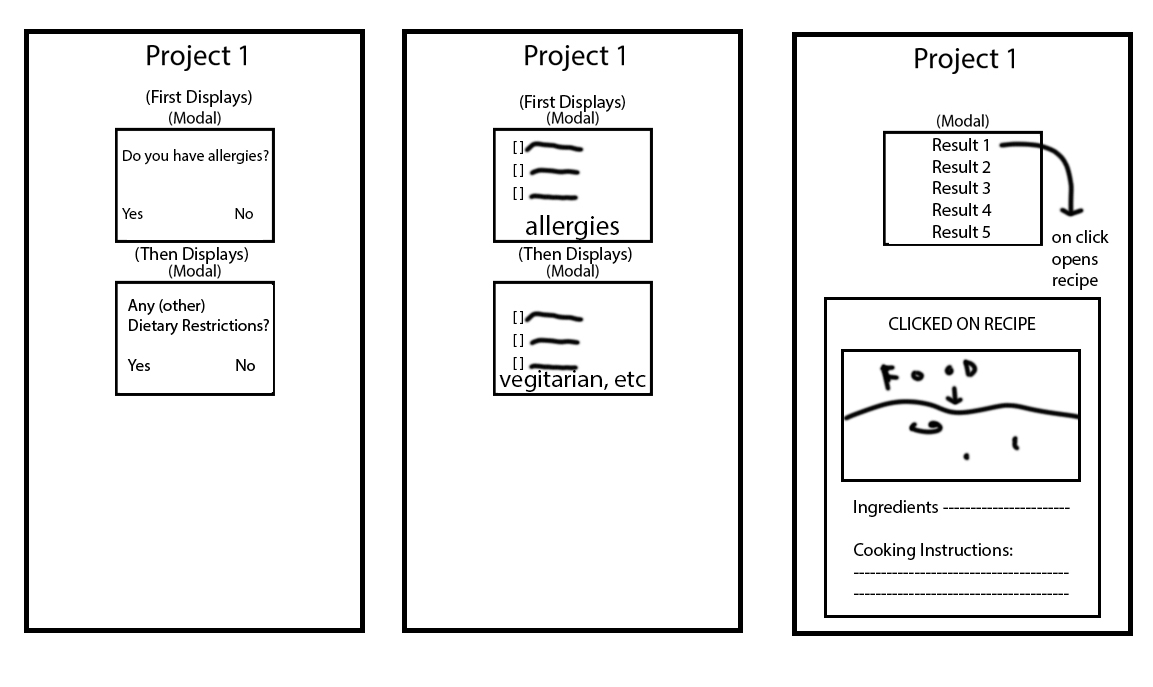 Project 1
(First Displays)
(Modal)
Do you have allergies?
Yes No
(Then Displays)
(Modal)
Any (other)
Dietary Restrictions?
Yes No
Project 1
(First Displays)
(Modal)
[]
[]
[]
allergies
(Then Displays)
(Modal)
[]
[]
[]
vegitarian, etc
Project 1
(Modal)
Result 1
Result 2
Result 3
Result 4
Result 5
on click
opens
recipe
CLICKED ON RECIPE
FOOD
Ingredients -----------------------
Cooking Instructions:
---------------------------------------
---------------------------------------